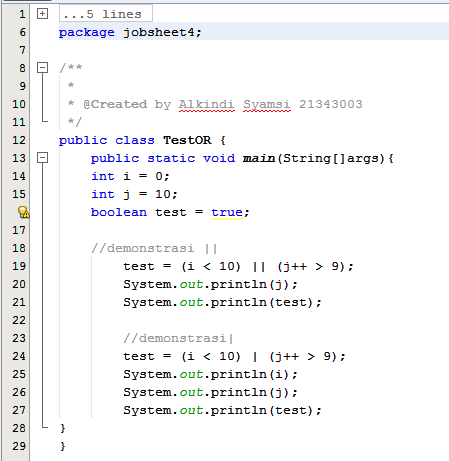 1 ...5 lines
6 package jobsheet4;
7
8 /**
9 *
10 * @Created by Alkindi Syamsi 21343003
11 */
12 public class TestOR {
13 public static void main(String[]args){
14 int i = 0;
15 int j = 10;
boolean test = true;
17
18 //demonstrasi ||
19 test = (i < 10) || (j++ > 9);
20 System.out.println(j);
21 System.out.println(test);
22
23 //demonstrasi|
24 test = (i < 10) | (j++ > 9);
25 System.out.println(i);
26 System.out.println(j);
27 System.out.println(test);
28 }
29 }